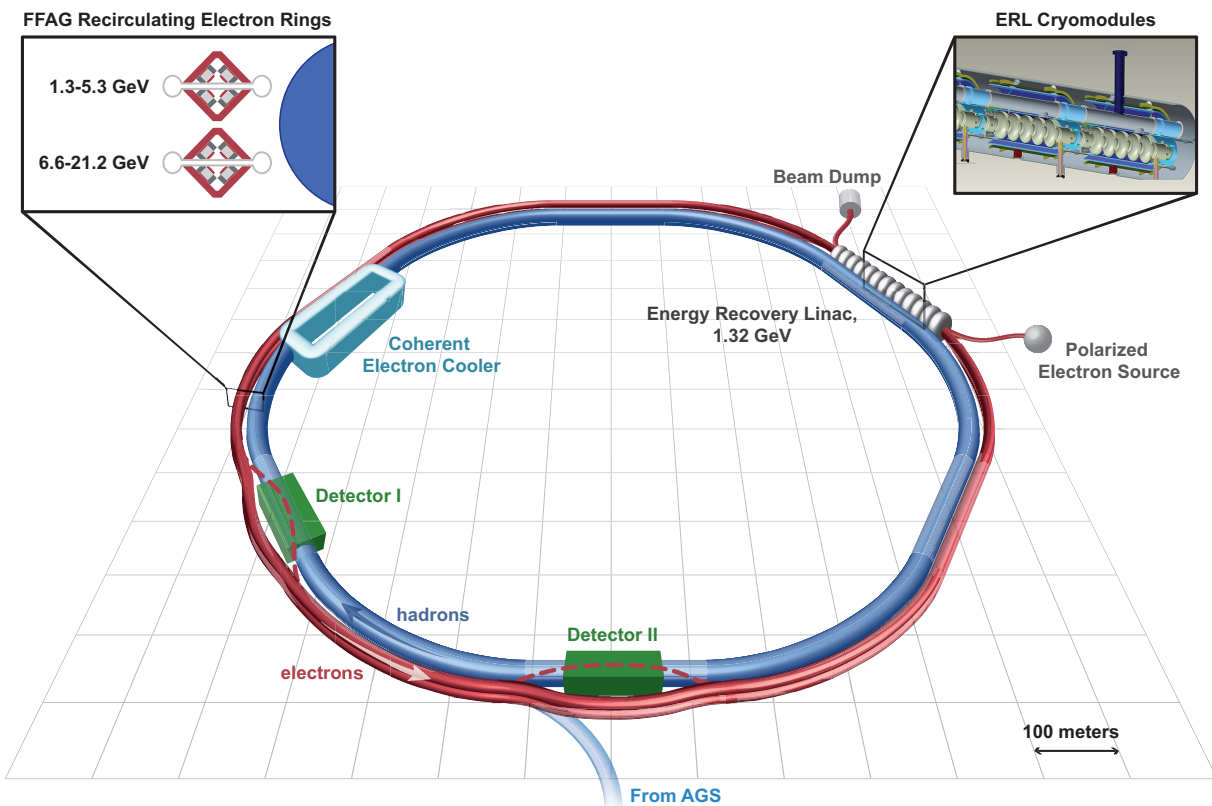 FFAG Recirculating Electron Rings
1.3-5.3 GeV
6.6-21.2 GeV
ERL Cryomodules
Beam Dump
Energy Recovery Linac,
1.32 GeV
Polarized
Electron Source
Coherent
Electron Cooler
Detector I
hadrons
Detector II
electrons
100 meters
From AGS